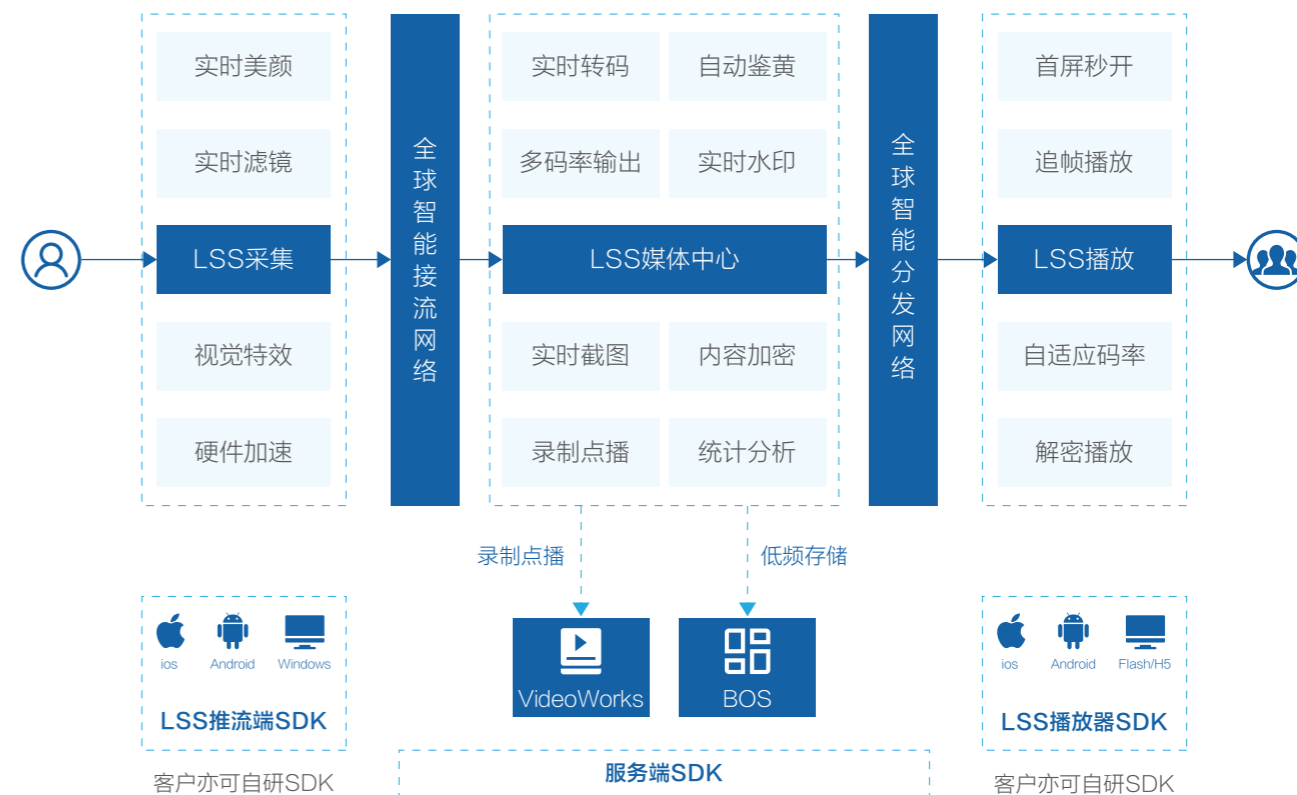 实时美颜
实时滤镜
LSS采集
视觉特效
硬件加速
全球智能接流网络
实时转码
自动鉴黄
多码率输出
实时水印
LSS媒体中心
实时截图
内容加密
录制点播
统计分析
全球智能分发网络
首屏秒开
追帧播放
LSS播放
自适应码率
解密播放
录制点播
低频存储
ios
Android
Windows
LSS推流端SDK
客户亦可自研SDK
VideoWorks
BOS
服务端SDK
ios
Android
Flash/H5
LSS播放器SDK
客户亦可自研SDK